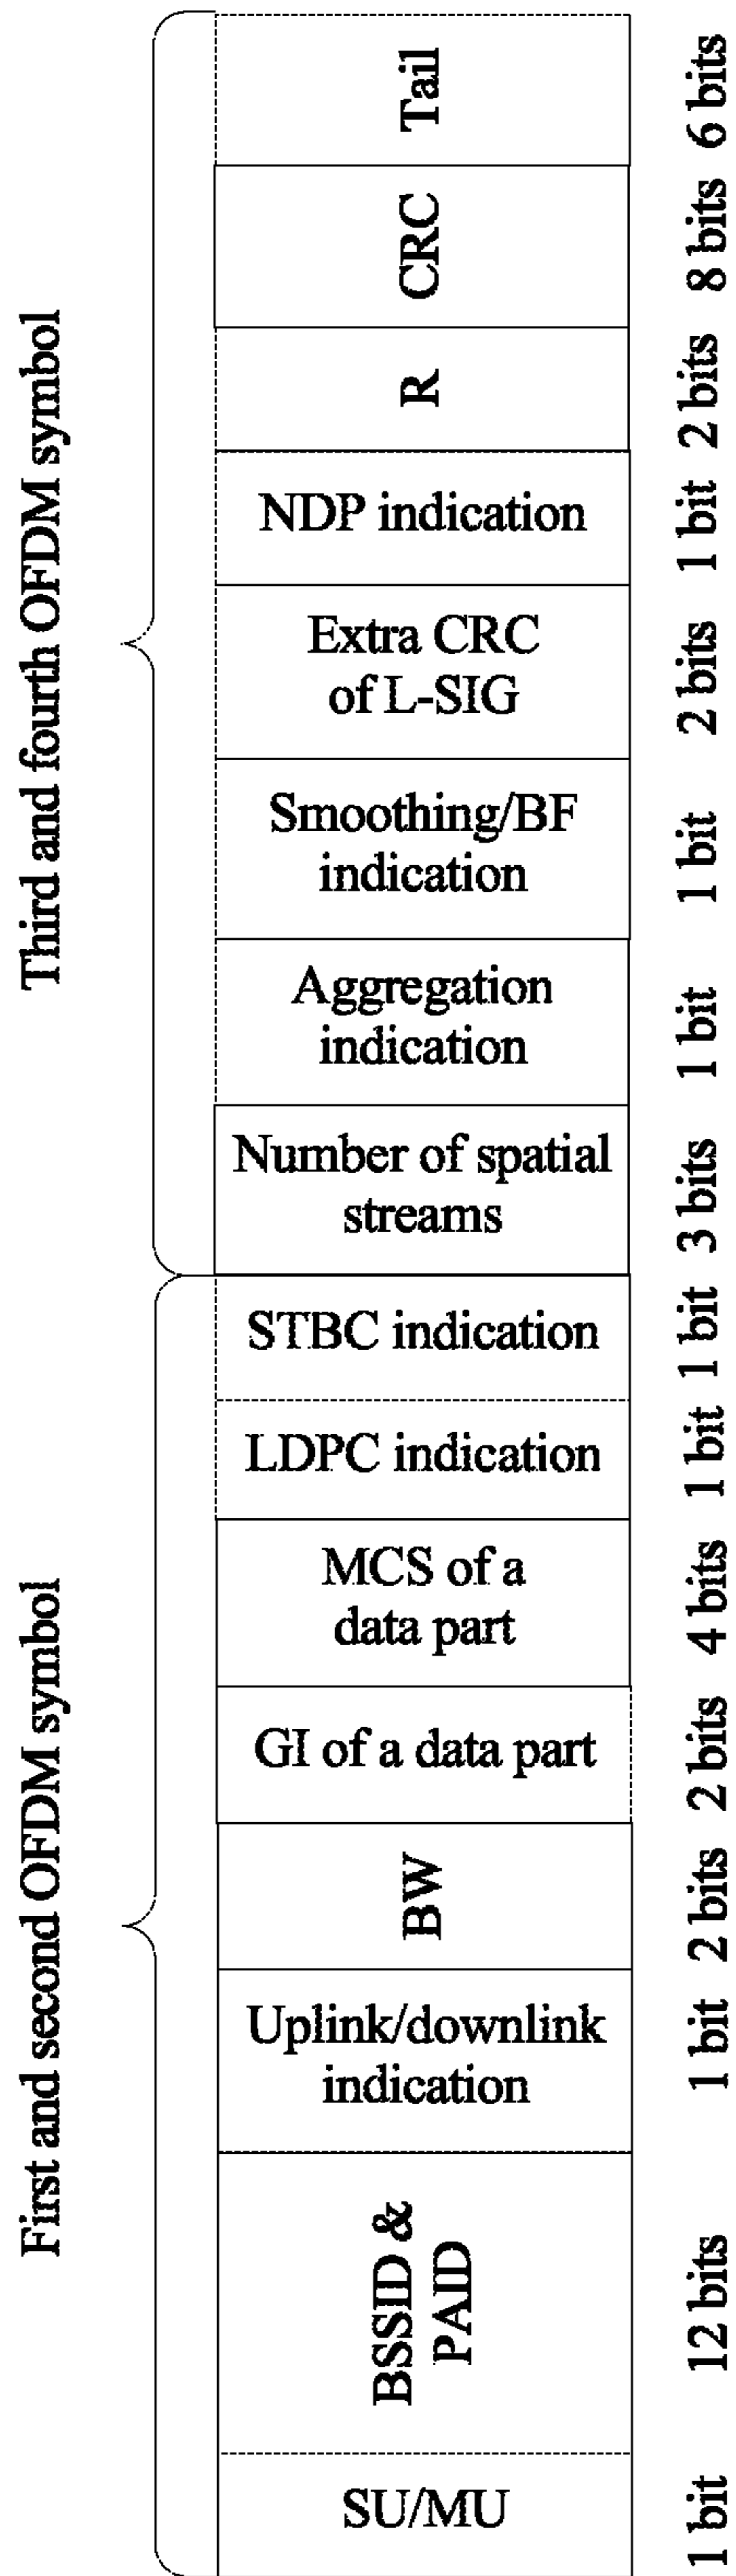 First and second OFDM symbol
Third and fourth OFDM symbol
SU/MU
BSSID &
PAID
Uplink/downlink
indication
BW
GI of a data part
MCS of a
data part
LDPC indication
STBC indication
Number of spatial
streams
Aggregation
indication
Smoothing/BF
indication
Extra CRC
of L-SIG
NDP indication
R
CRC
Tail
1 bit
12 bits
1 bit
2 bits
2 bits
4 bits
1 bit
1 bit
3 bits
1 bit
1 bit
2 bits
1 bit
2 bits
8 bits
6 bits